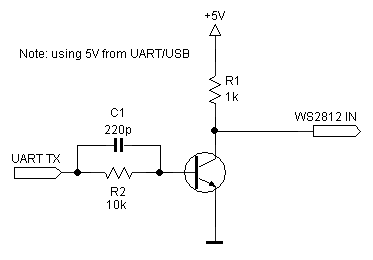 +5V
Note: using 5V from UART/USB
R1
1k
C1
220p
WS2812 IN
UART TX
R2
10k